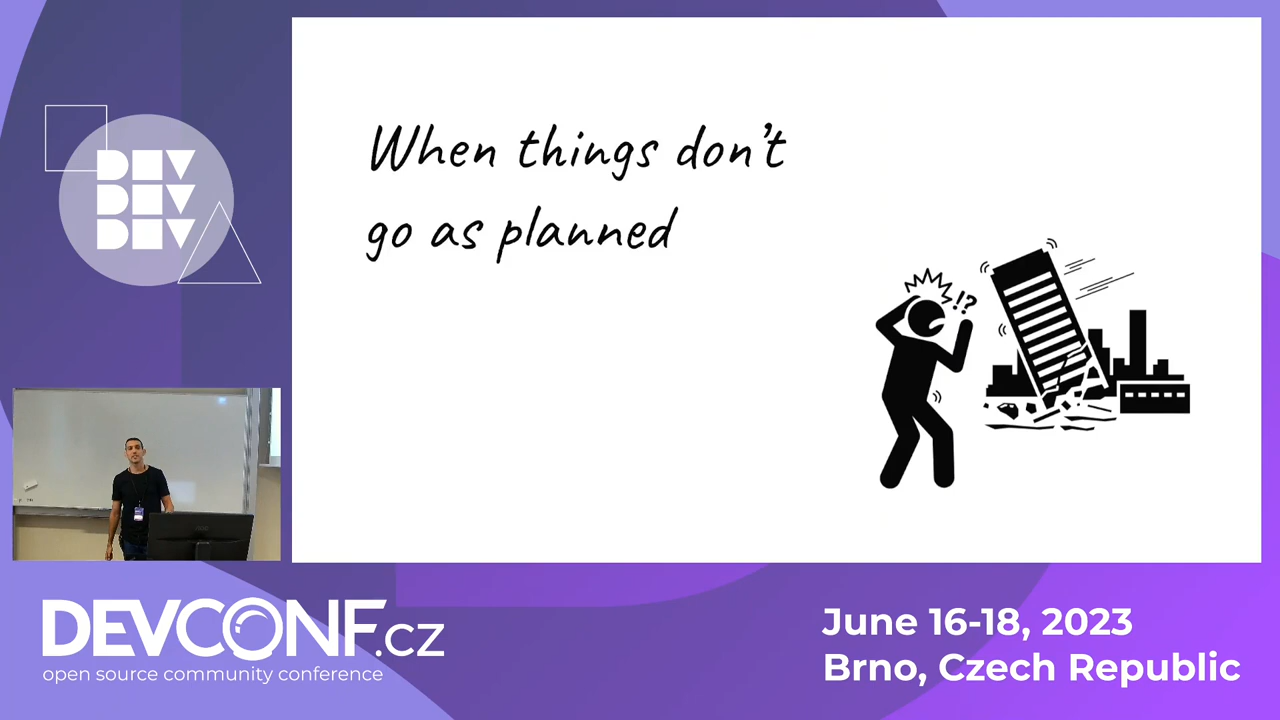 DEV
DEV
DEV
When things don't
go as planned
!?
DEVCONF.cz
open source community conference
June 16-18, 2023
Brno, Czech Republic